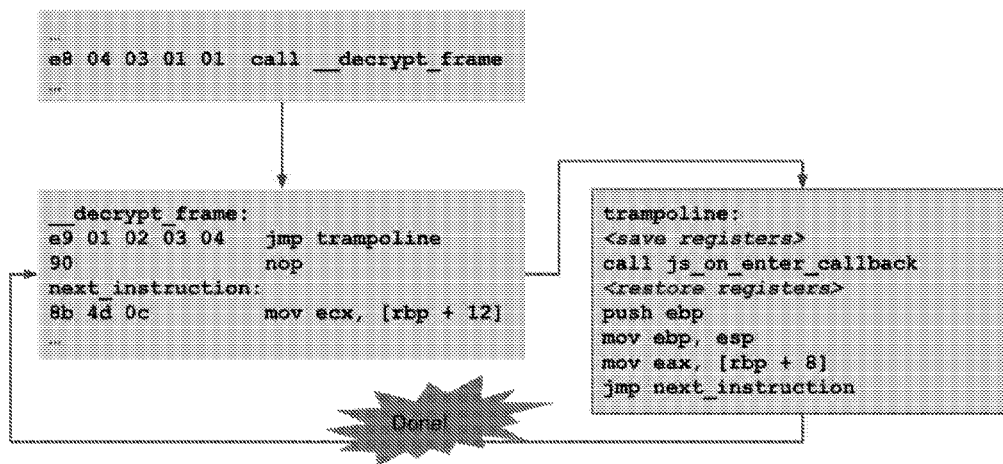 ...
e8 04 03 01 01 call __decrypt_frame
...
__decrypt_frame:
e9 01 02 03 04 jmp trampoline
90 nop
next_instruction:
8b 4d 0c mov ecx, [rbp + 12]
...
trampoline:
<save registers>
call js_on_enter_callback
<restore registers>
push ebp
mov ebp, esp
mov eax, [rbp + 8]
jmp next_instruction
Done!